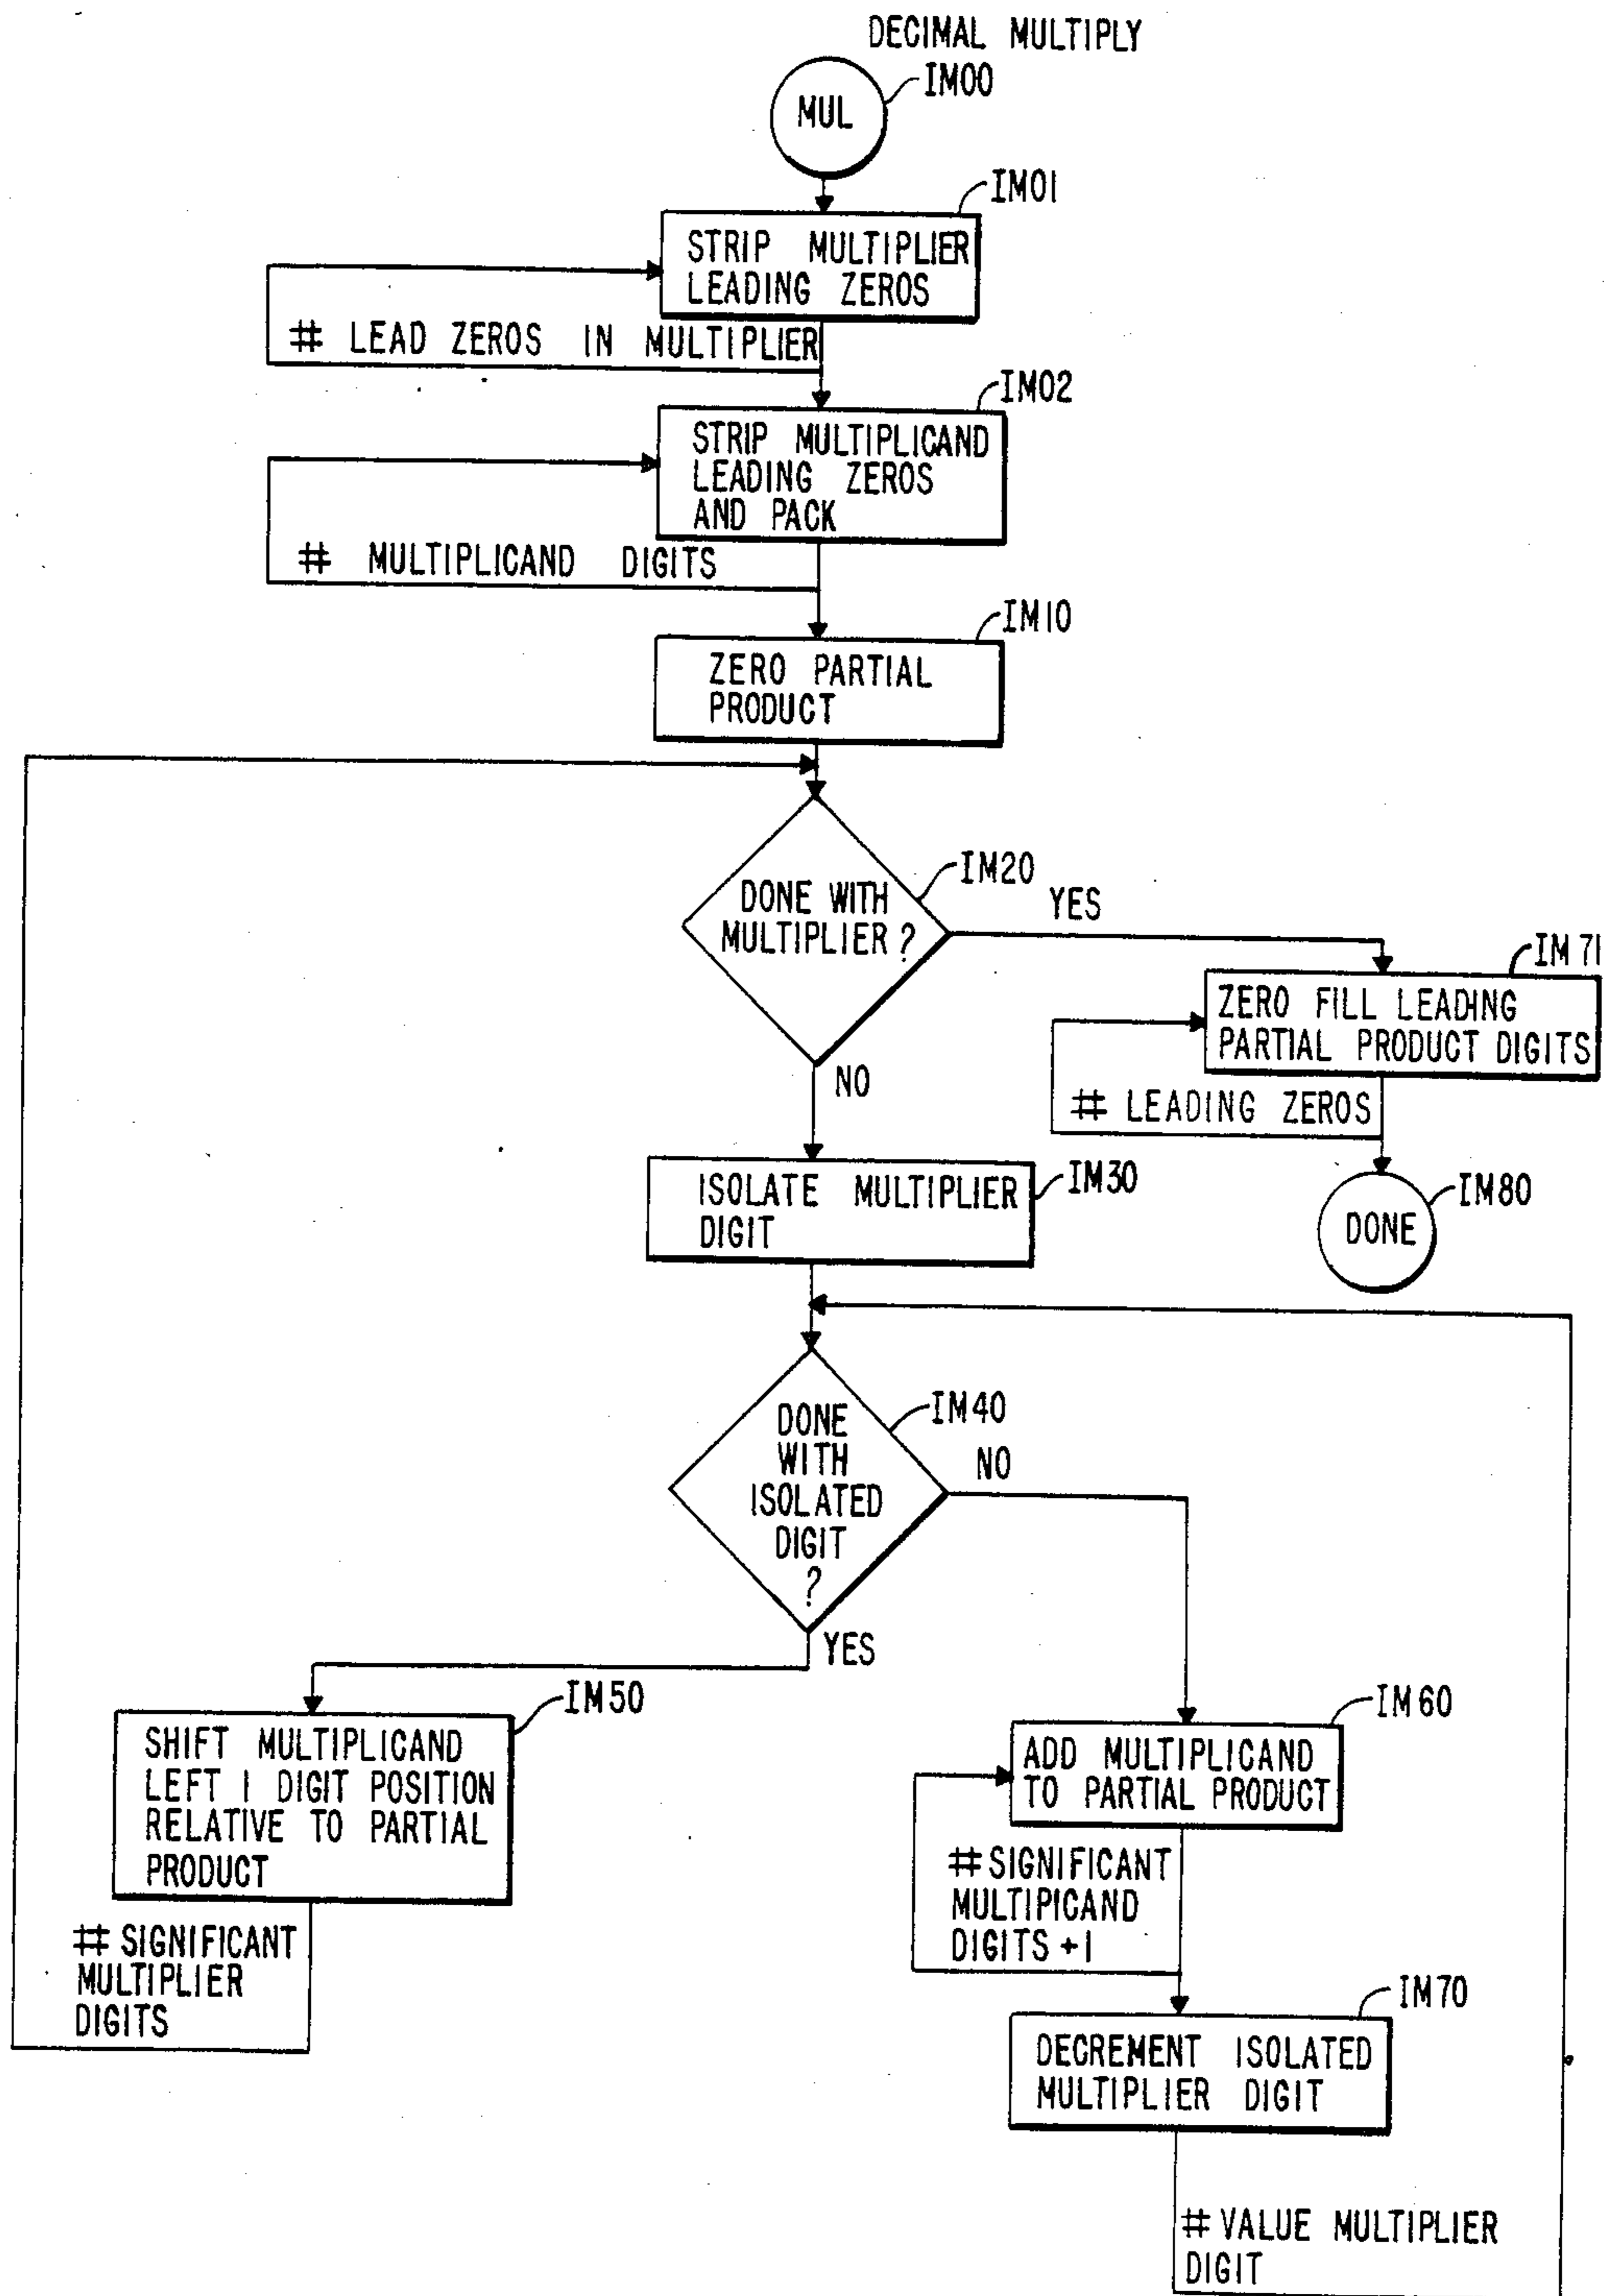 DECIMAL MULTIPLY
IM00
MUL
IM01
STRIP MULTIPLIER
LEADING ZEROS
# LEAD ZEROS IN MULTIPLIER
IM02
STRIP MULTIPLICAND
LEADING ZEROS
AND PACK
# MULTIPLICAND DIGITS
IM10
ZERO PARTIAL
PRODUCT
IM20
DONE WITH
MULTIPLIER ?
YES
NO
IM71
ZERO FILL LEADING
PARTIAL PRODUCT DIGITS
# LEADING ZEROS
IM80
DONE
IM30
ISOLATE MULTIPLIER
DIGIT
IM40
DONE
WITH
ISOLATED
DIGIT
?
NO
YES
IM50
SHIFT MULTIPLICAND
LEFT 1 DIGIT POSITION
RELATIVE TO PARTIAL
PRODUCT
# SIGNIFICANT
MULTIPLIER
DIGITS
IM60
ADD MULTIPLICAND
TO PARTIAL PRODUCT
# SIGNIFICANT
MULTIPICAND
DIGITS +1
IM70
DECREMENT ISOLATED
MULTIPLIER DIGIT
# VALUE MULTIPLIER
DIGIT